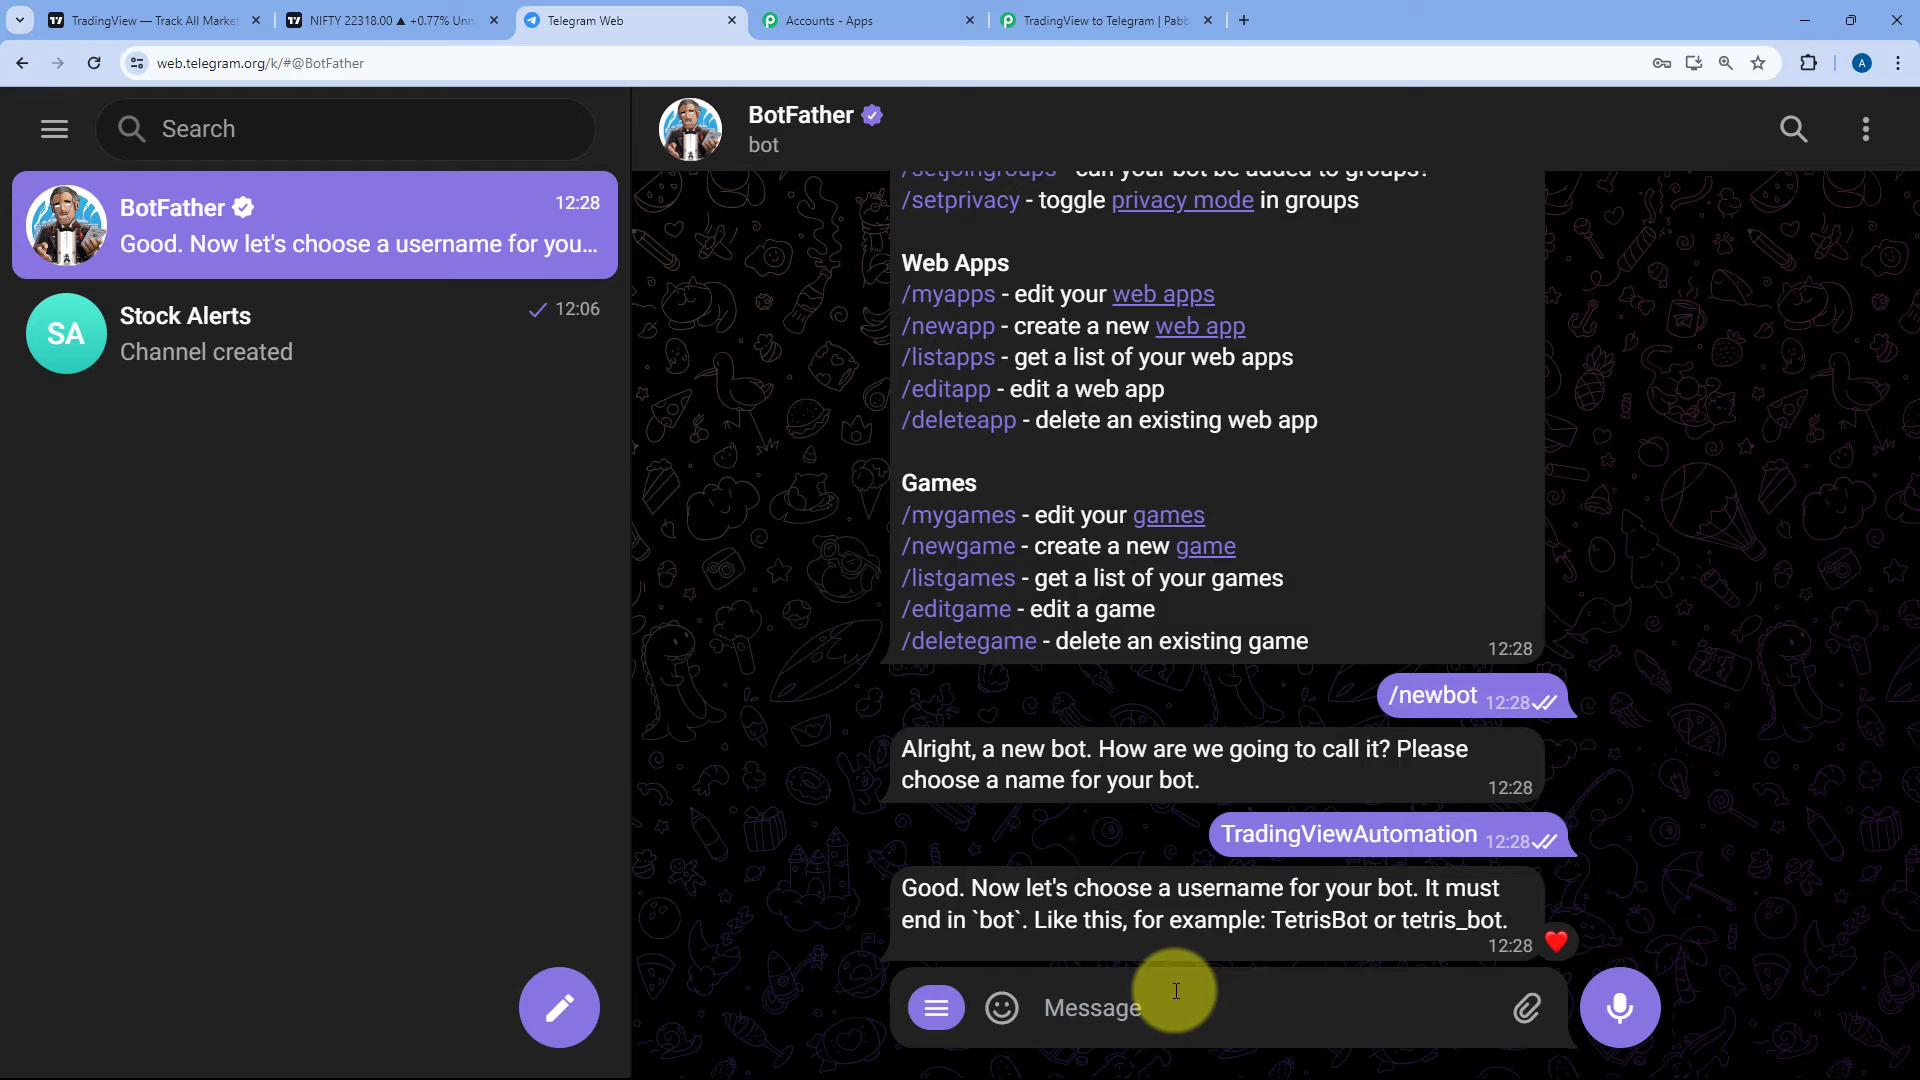 TradingView — Track All Marke
NIFTY 22318.00 ▲ +0.77% Unn
Telegram Web
Accounts - Apps
TradingView to Telegram | Pabb
web.telegram.org/k/#@BotFather
A
Search
BotFather
bot
BotFather
12:28
Good. Now let's choose a username for you...
SA
Stock Alerts
12:06
Channel created
/setjoingroups - can your bot be added to groups?
/setprivacy - toggle privacy mode in groups
Web Apps
/myapps - edit your web apps
/newapp - create a new web app
/listapps - get a list of your web apps
/editapp - edit a web app
/deleteapp - delete an existing web app
Games
/mygames - edit your games
/newgame - create a new game
/listgames - get a list of your games
/editgame - edit a game
/deletegame - delete an existing game
12:28
/newbot 12:28
Alright, a new bot. How are we going to call it? Please
choose a name for your bot.
12:28
TradingViewAutomation 12:28
Good. Now let's choose a username for your bot. It must
end in `bot`. Like this, for example: TetrisBot or tetris_bot.
12:28
Message